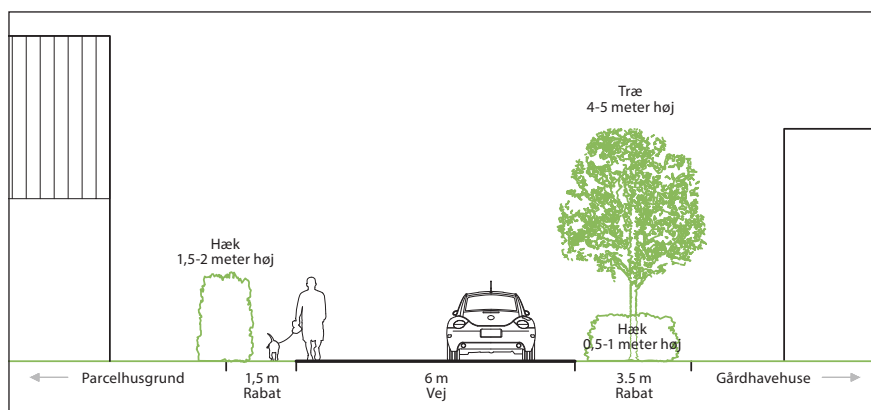 Træ
4-5 meter høj
Hæk
1,5-2 meter høj
Hæk
0,5-1 meter høj
Parcelhusgrund
1,5 m
Rabat
6 m
Vej
3.5 m
Rabat
Gårdhavehuse